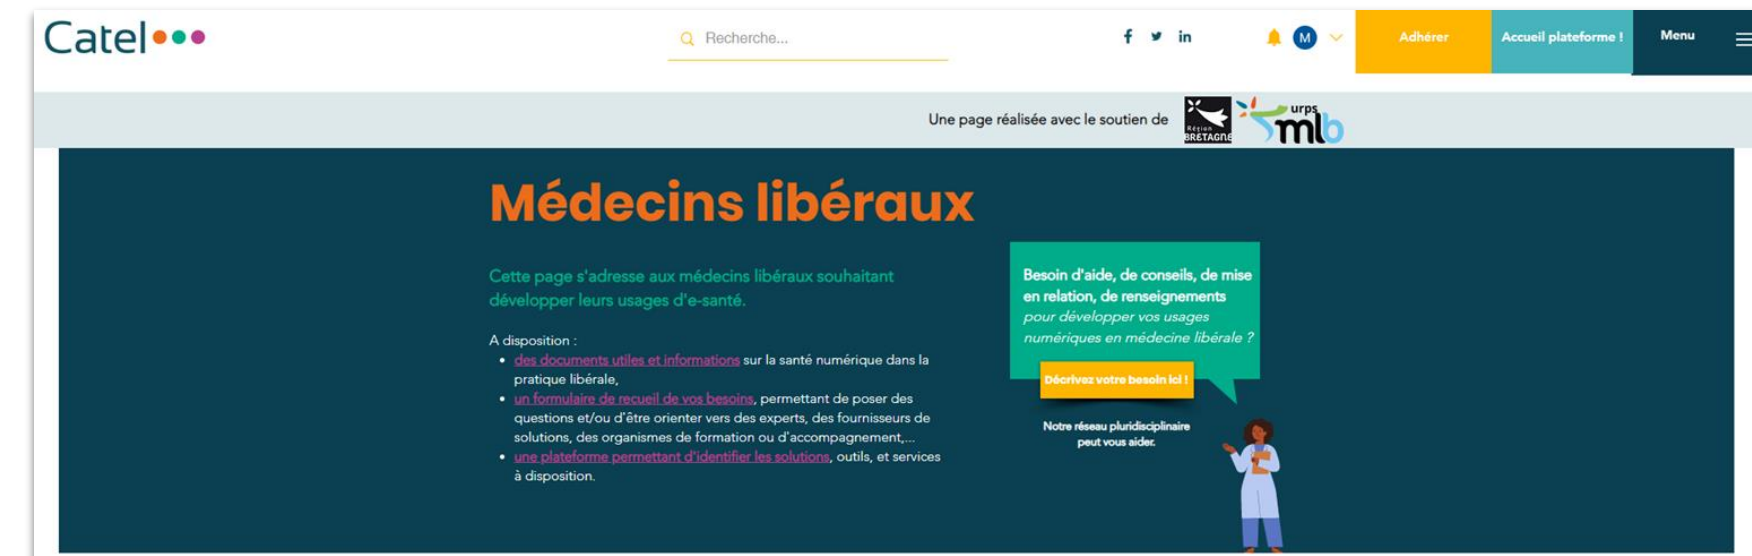 Catel
Recherche...
f in
M
Adhérer
Accueil plateforme !
Menu
Une page réalisée avec le soutien de
Région
BRETAGNE
urps
mlb
Médecins libéraux
Cette page s'adresse aux médecins libéraux souhaitant
développer leurs usages d'e-santé.
A disposition :
• des documents utiles et informations sur la santé numérique dans la
pratique libérale,
• un formulaire de recueil de vos besoins, permettant de poser des
questions et/ou d'être orienter vers des experts, des fournisseurs de
solutions, des organismes de formation ou d'accompagnement,...
• une plateforme permettant d'identifier les solutions, outils, et services
à disposition.
Besoin d'aide, de conseils, de mise
en relation, de renseignements
pour développer vos usages
numériques en médecine libérale ?
Décrivez votre besoin ici !
Notre réseau pluridisciplinaire
peut vous aider.